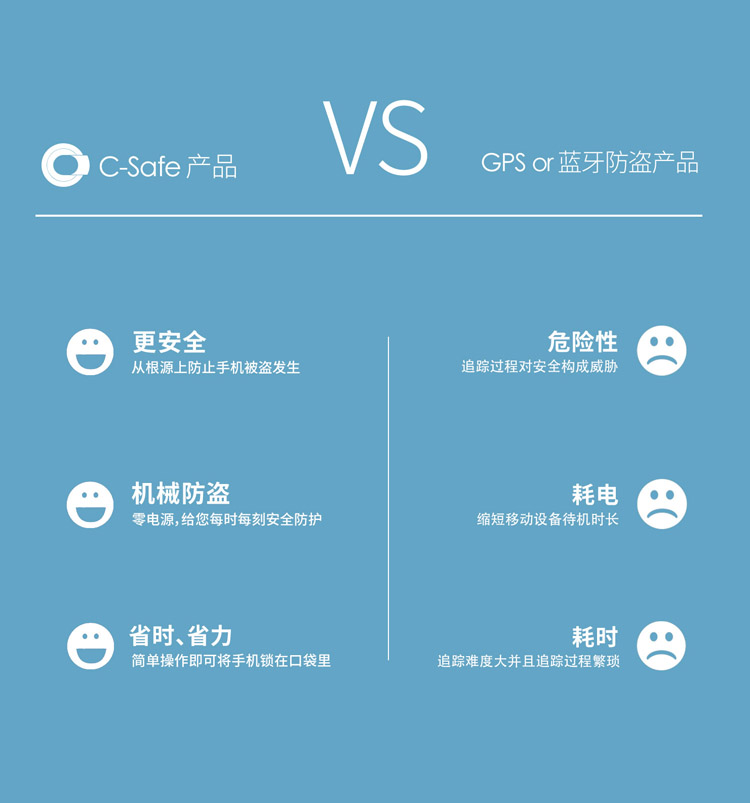 C-Safe 产品
VS
GPS or 蓝牙防盗产品
更安全
从根源上防止手机被盗发生
危险性
追踪过程对安全构成威胁
机械防盗
零电源,给您每时每刻安全防护
耗电
缩短移动设备待机时长
省时、省力
简单操作即可将手机锁在口袋里
耗时
追踪难度大并且追踪过程繁琐